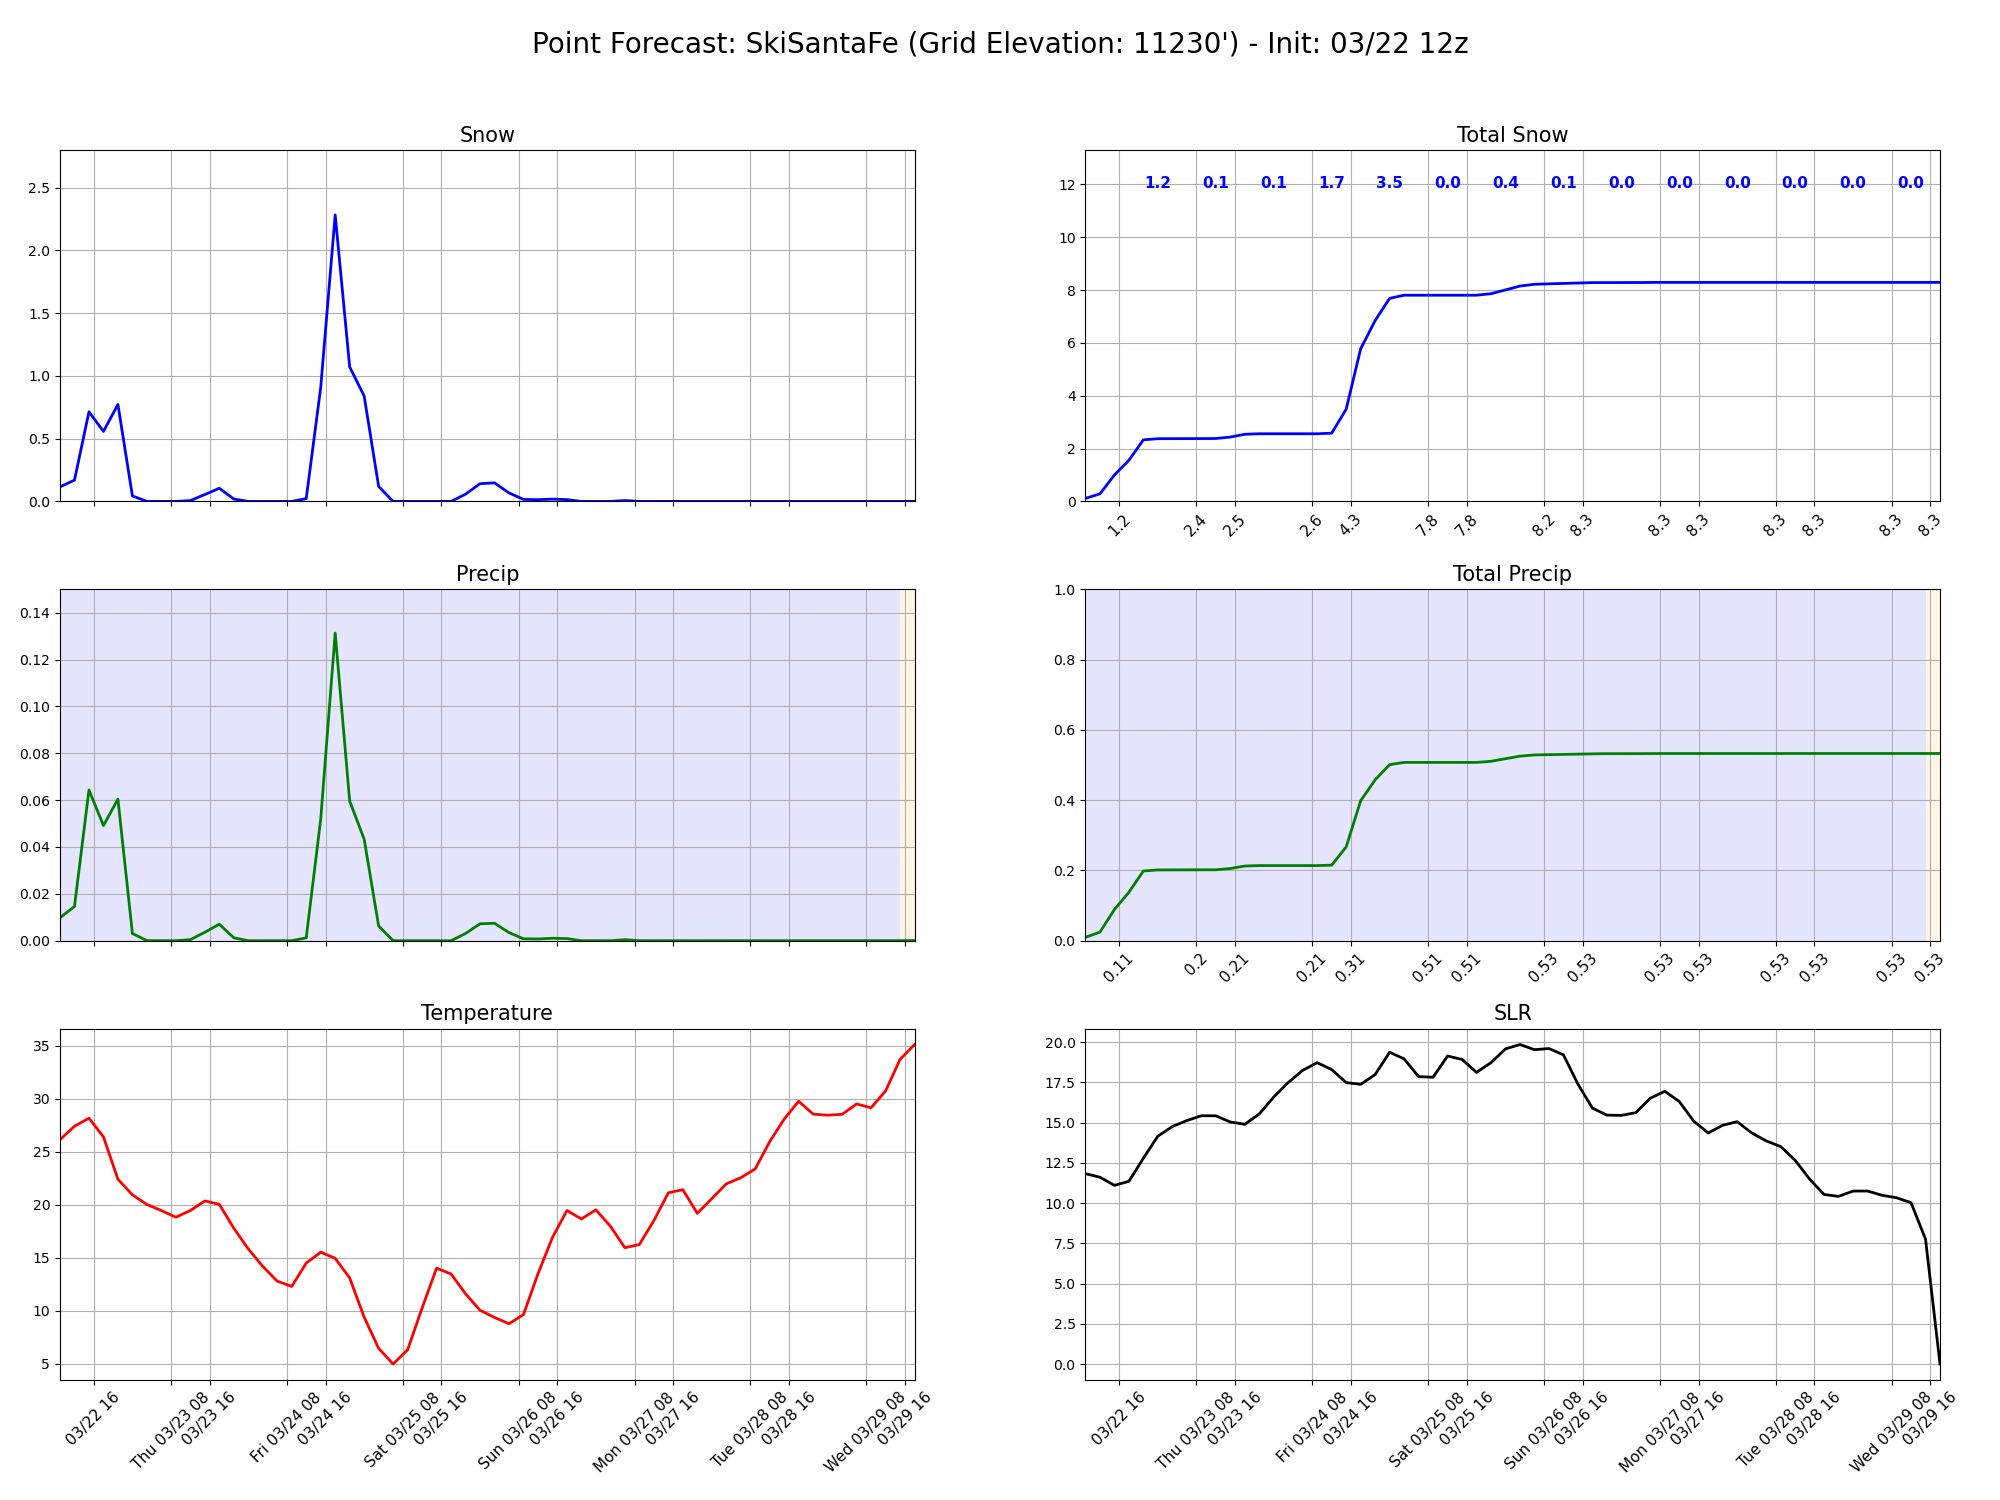 Point Forecast: SkiSantaFe (Grid Elevation: 11230') - Init: 03/22 12z
Snow
2.5
2.0
1.5
1.0
0.5
0.0
Total Snow
1.2 0.1 0.1 1.7 3.5 0.0 0.4 0.1 0.0 0.0 0.0 0.0 0.0 0.0
12
10
8
6
4
2
0
1.2 2.4 2.5 2.6 4.3 7.8 7.8 8.2 8.3 8.3 8.3 8.3 8.3 8.3 8.3
Precip
0.14
0.12
0.10
0.08
0.06
0.04
0.02
0.00
Total Precip
1.0
0.8
0.6
0.4
0.2
0.0
0.11 0.2 0.21 0.21 0.31 0.51 0.51 0.53 0.53 0.53 0.53 0.53 0.53 0.53 0.53
Temperature
35
30
25
20
15
10
5
03/22 16
Thu 03/23 08
03/23 16
Fri 03/24 08
03/24 16
Sat 03/25 08
03/25 16
Sun 03/26 08
03/26 16
Mon 03/27 08
03/27 16
Tue 03/28 08
03/28 16
Wed 03/29 08
03/29 16
SLR
20.0
17.5
15.0
12.5
10.0
7.5
5.0
2.5
0.0
03/22 16
Thu 03/23 08
03/23 16
Fri 03/24 08
03/24 16
Sat 03/25 08
03/25 16
Sun 03/26 08
03/26 16
Mon 03/27 08
03/27 16
Tue 03/28 08
03/28 16
Wed 03/29 08
03/29 16